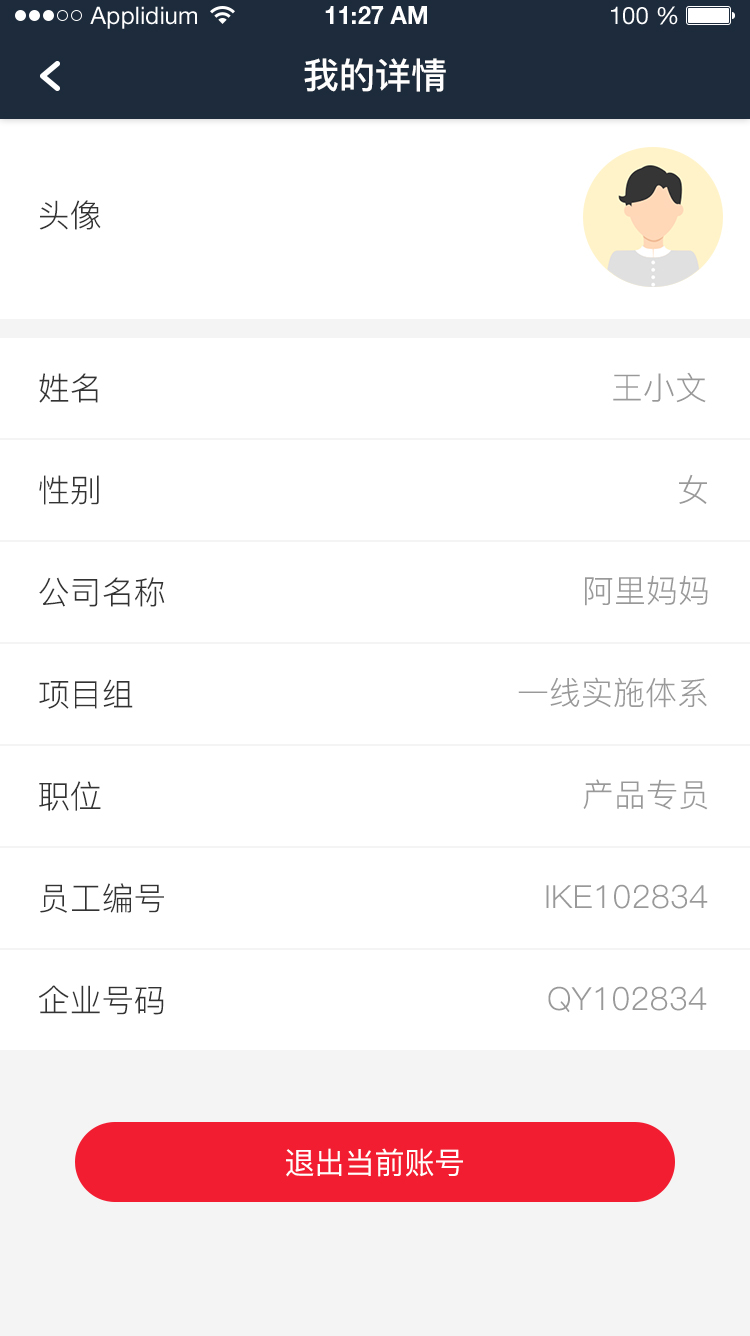 Applidium 11:27 AM 100 %
我的详情
头像
姓名 王小文
性别 女
公司名称 阿里妈妈
项目组 一线实施体系
职位 产品专员
员工编号 IKE102834
企业号码 QY102834
退出当前账号